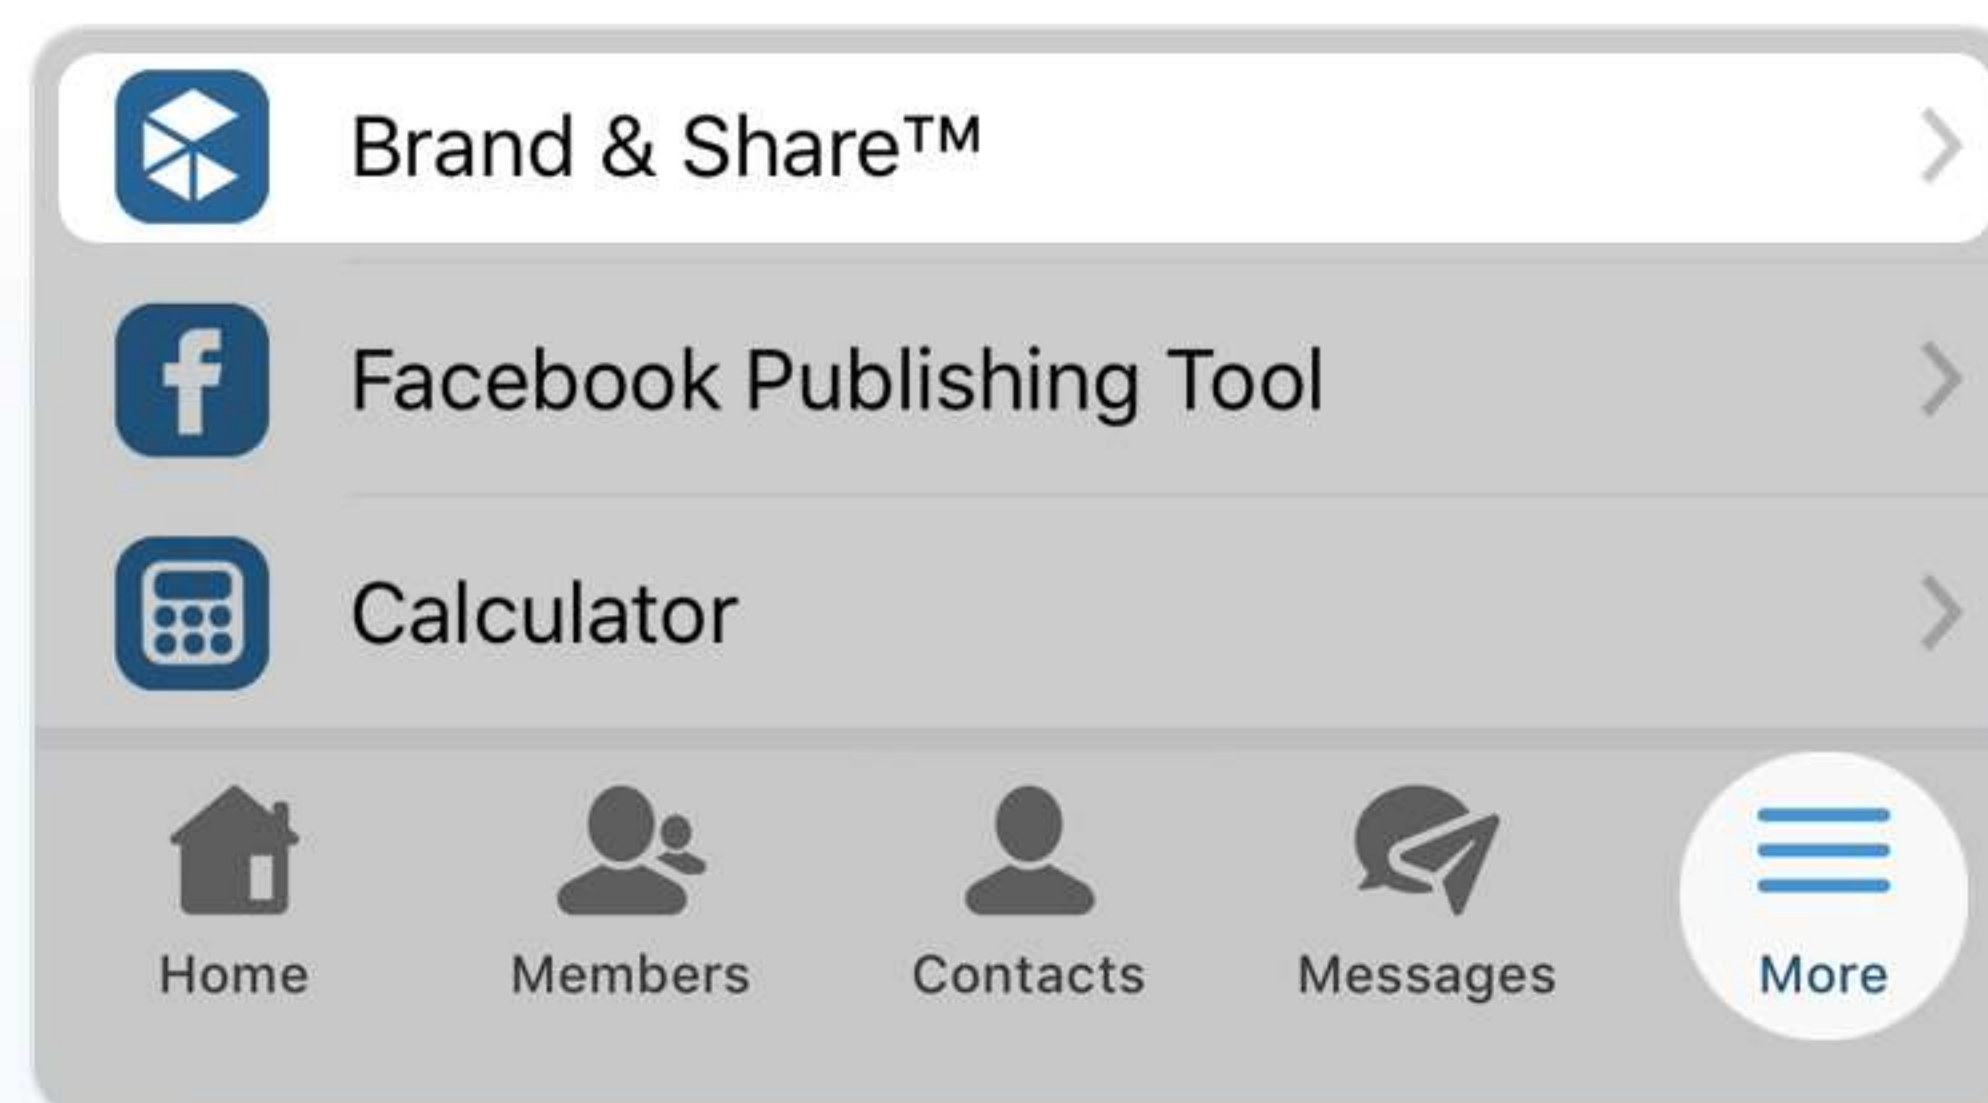 Brand & Share™
Facebook Publishing Tool
Calculator
Home Members Contacts Messages More